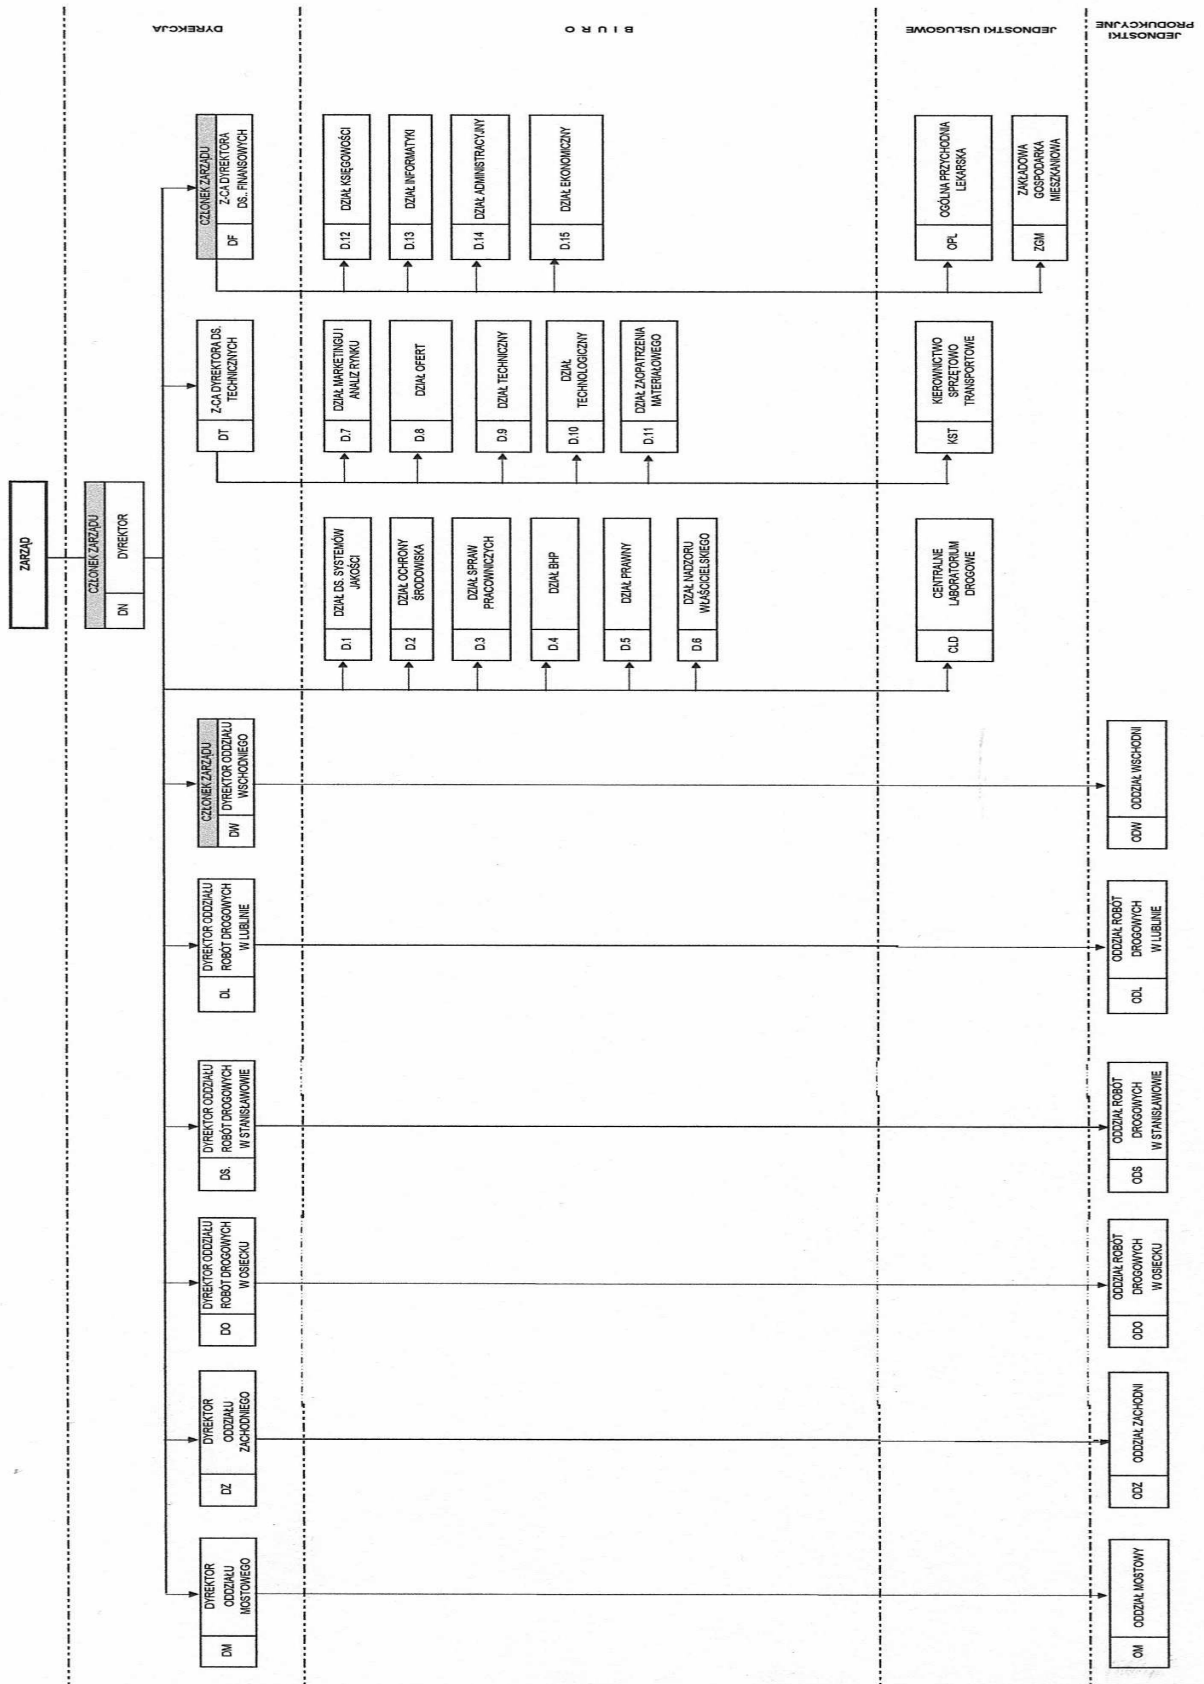 ZARZĄD
DYREKCJA
CZŁONEK ZARZĄDU
DN
DYREKTOR
DM
DYREKTOR
ODDZIAŁU
MOSTOWEGO
DZ
DYREKTOR
ODDZIAŁU
ZACHODNIEGO
DO
DYREKTOR ODDZIAŁU
ROBÓT DROGOWYCH
W OSIECKU
DS.
DYREKTOR ODDZIAŁU
ROBÓT DROGOWYCH
W STANISŁAWOWIE
DL
DYREKTOR ODDZIAŁU
ROBÓT DROGOWYCH
W LUBLINIE
CZŁONEK ZARZĄDU
DW
DYREKTOR ODDZIAŁU
WSCHODNIEGO
DT
Z-CA DYREKTORA DS.
TECHNICZNYCH
CZŁONEK ZARZĄDU
DF
Z-CA DYREKTORA
DS.. FINANSOWYCH
BIURO
D.1
DZIAŁ DS. SYSTEMÓW
JAKOŚCI
D.2
DZIAŁ OCHRONY
ŚRODOWISKA
D.3
DZIAŁ SPRAW
PRACOWNICZYCH
D.4
DZIAŁ BHP
D.5
DZIAŁ PRAWNY
D.6
DZAŁ NADZORU
WŁAŚCICIELSKIEGO
D.7
DZIAŁ MARKETINGU I
ANALIZ RYNKU
D.8
DZIAŁ OFERT
D.9
DZIAŁ TECHNICZNY
D.10
DZIAŁ
TECHNOLOGICZNY
D.11
DZIAŁ ZAOPATRZENIA
MATERIAŁOWEGO
D.12
DZIAŁ KSIĘGOWOŚCI
D.13
DZIAŁ INFORMATYKI
D.14
DZIAŁ ADMINISTRACYJNY
D.15
DZIAŁ EKONOMICZNY
JEDNOSTKI USŁUGOWE
CLD
CENTRALNE
LABORATORIUM
DROGOWE
KST
KIEROWNICTWO
SPRZĘTOWO
TRANSPORTOWE
OPL
OGÓLNA PRZYCHODNIA
LEKARSKA
ZGM
ZAKŁADOWA
GOSPODARKA
MIESZKANIOWA
JEDNOSTKI
PRODUKCYJNE
OM
ODDZIAŁ MOSTOWY
ODZ
ODDZIAŁ ZACHODNI
ODO
ODDZIAŁ ROBÓT
DROGOWYCH
W OSIECKU
ODS
ODDZIAŁ ROBÓT
DROGOWYCH
W STANISŁAWOWIE
ODL
ODDZIAŁ ROBÓT
DROGOWYCH
W LUBLINIE
ODW
ODDZIAŁ WSCHODNI